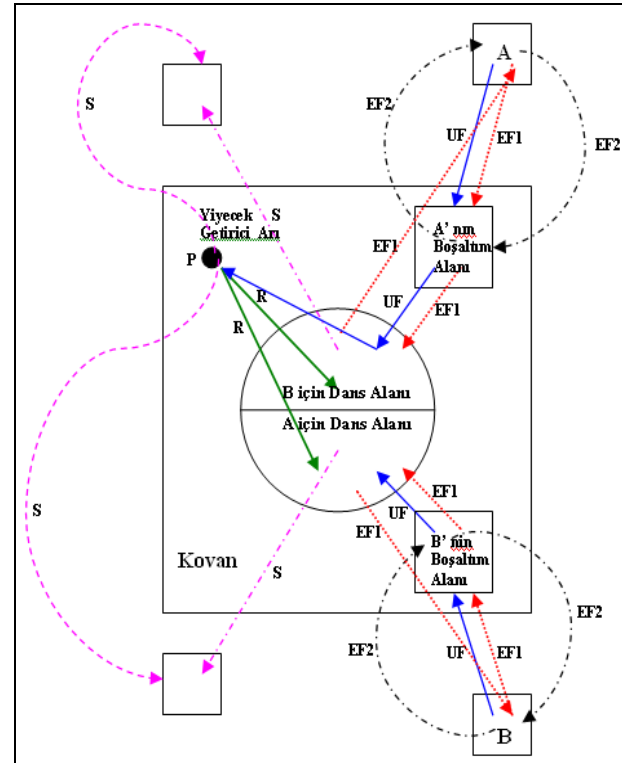 A
S
EF2
UF
EF1
EF2
Yiyecek S
Getirici Arı
P
A' nın
Boşaltım
Alanı
EF1
UF
EF1
R
R
B için Dans Alanı
A için Dans Alanı
EF1
UF
EF1
S
Kovan
S
B' nin
Boşaltım
Alanı
EF2
UF
EF1
EF2
B